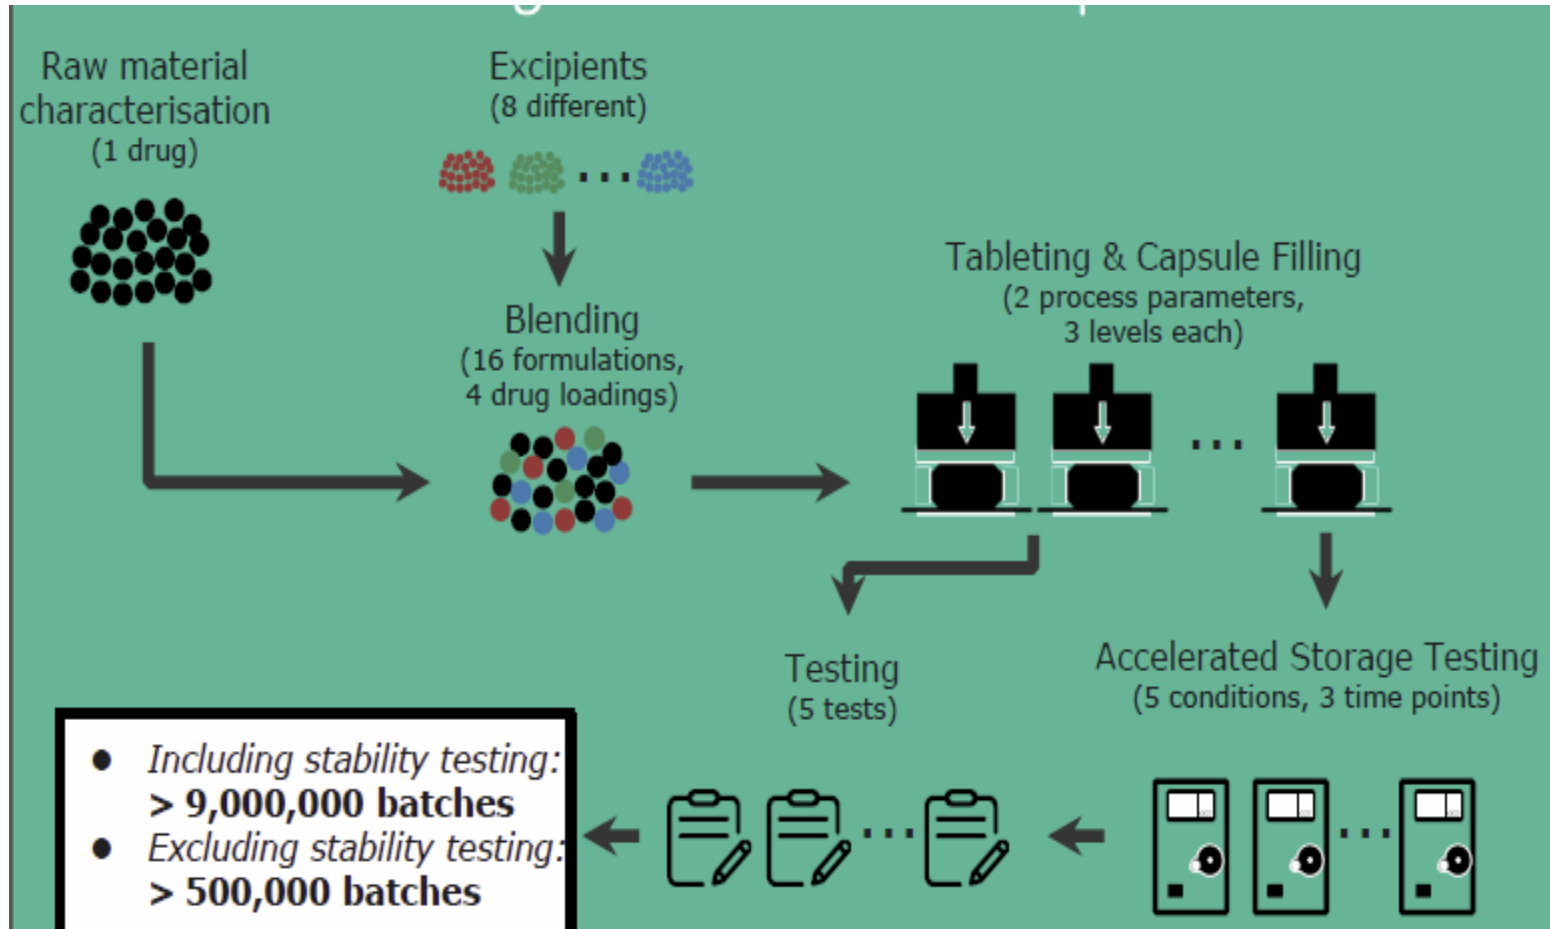 Raw material
characterisation
(1 drug)
Excipients
(8 different)
...
Blending
(16 formulations,
4 drug loadings)
Tableting & Capsule Filling
(2 process parameters,
3 levels each)
...
Testing
(5 tests)
Accelerated Storage Testing
(5 conditions, 3 time points)
...
...
● Including stability testing:
> 9,000,000 batches
● Excluding stability testing:
> 500,000 batches